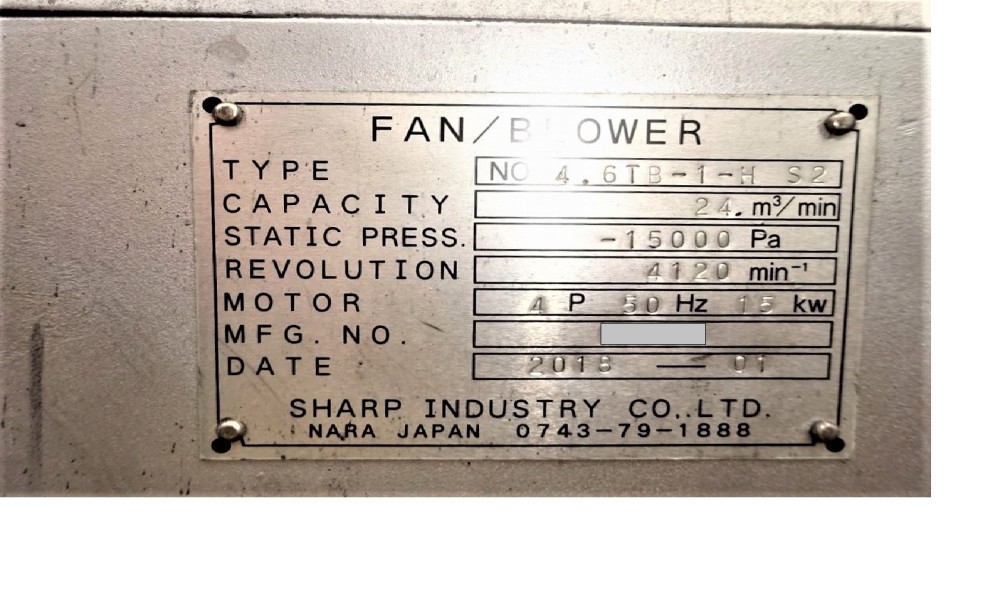 FAN/BLOWER
TYPE NO 4.6TB-1-H S2
CAPACITY 24. m³/min
STATIC PRESS. -15000 Pa
REVOLUTION 4120 min⁻¹
MOTOR 4 P 50 Hz 15 kw
MFG. NO.
DATE 2018 — 01
SHARP INDUSTRY CO.,LTD.
NARA JAPAN 0743-79-1888